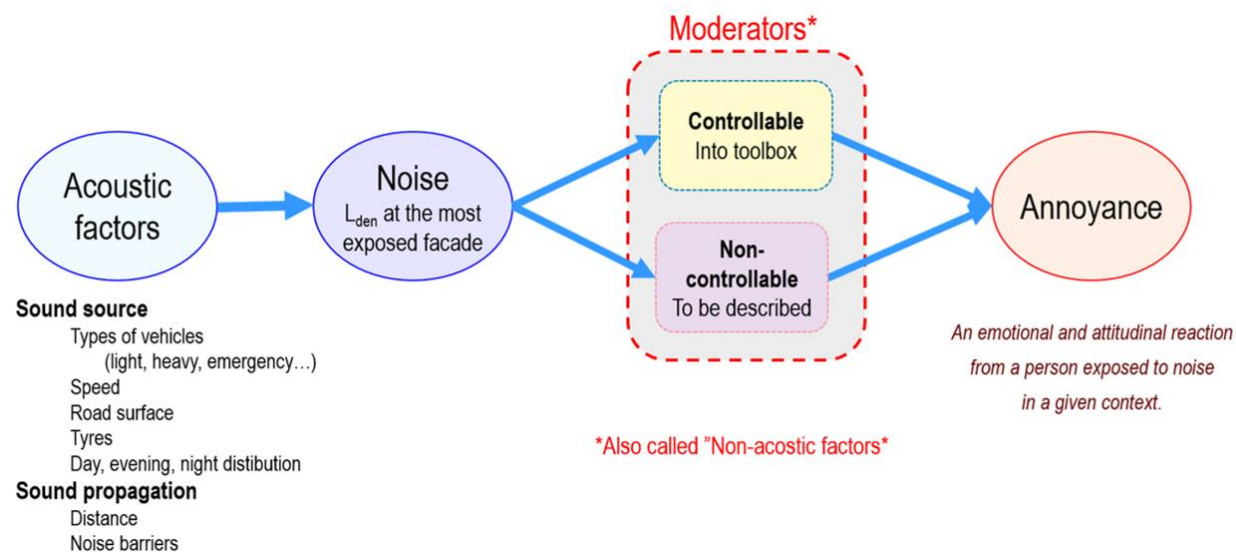 Moderators*
Acoustic
factors
Noise
Lden at the most
exposed facade
Controllable
Into toolbox
Non-
controllable
To be described
Annoyance
Sound source
Types of vehicles
(light, heavy, emergency…)
Speed
Road surface
Tyres
Day, evening, night distibution
Sound propagation
Distance
Noise barriers
*Also called ”Non-acostic factors*
An emotional and attitudinal reaction
from a person exposed to noise
in a given context.